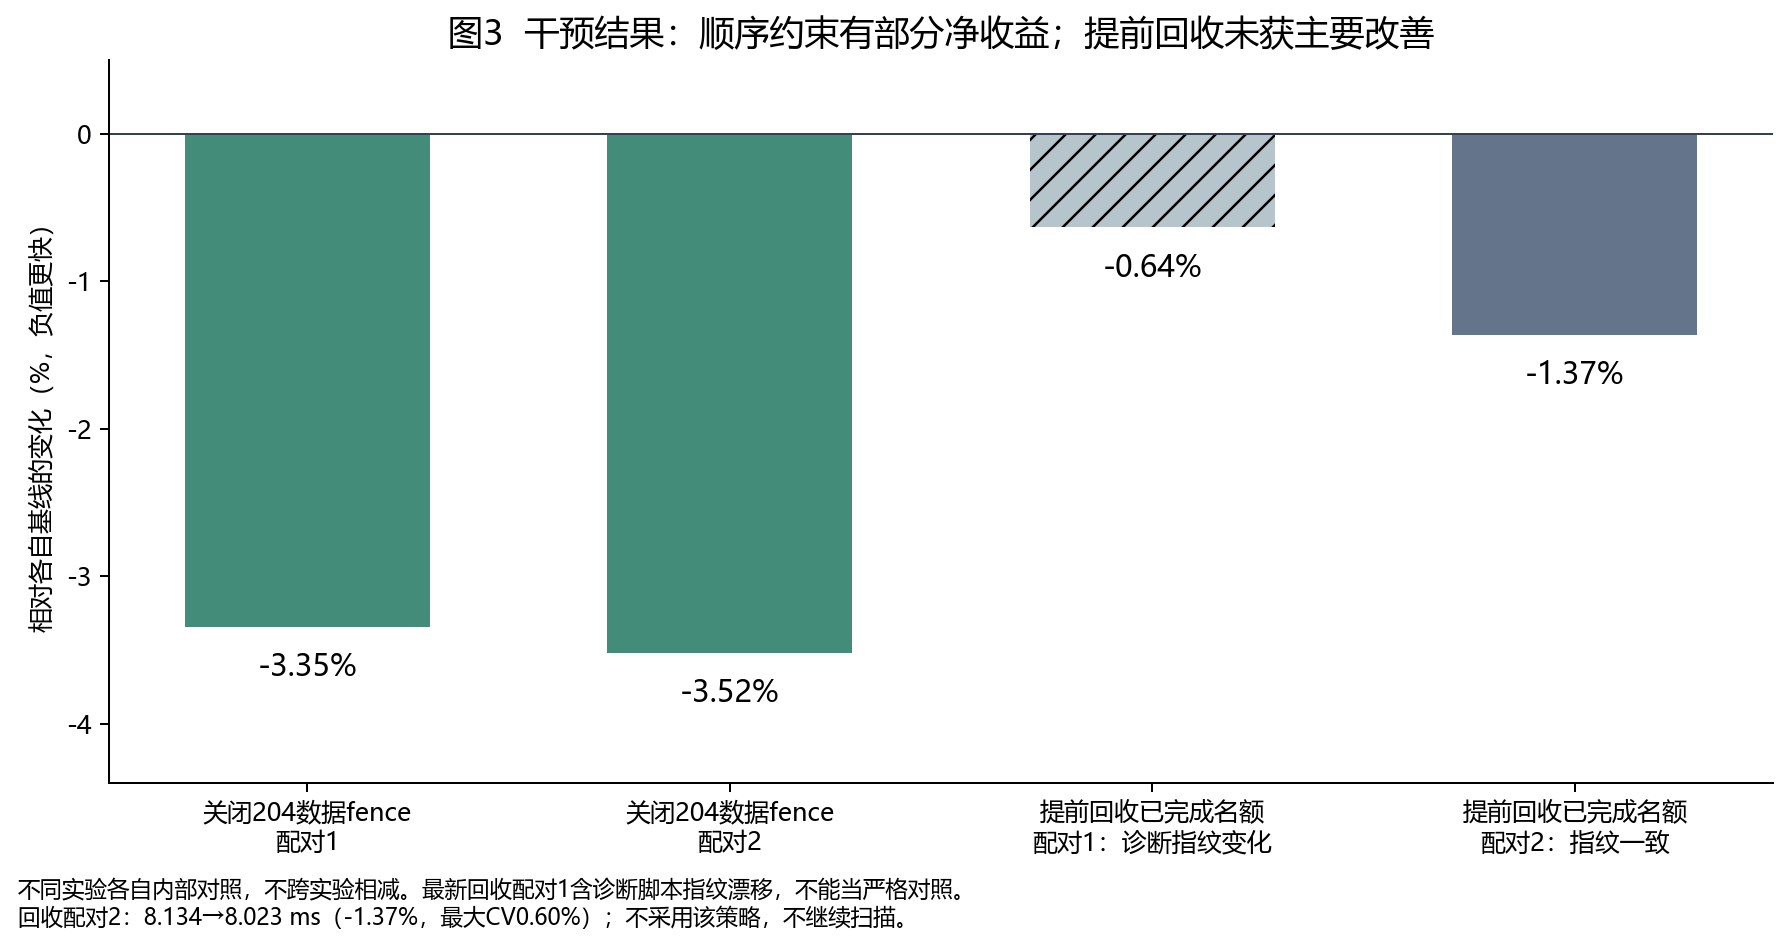 图3  干预结果：顺序约束有部分净收益；提前回收未获主要改善
相对各自基线的变化（%，负值更快）
0
-1
-2
-3
-4
-3.35%
-3.52%
-0.64%
-1.37%
关闭204数据fence
配对1
关闭204数据fence
配对2
提前回收已完成名额
配对1：诊断指纹变化
提前回收已完成名额
配对2：指纹一致
不同实验各自内部对照，不跨实验相减。最新回收配对1含诊断脚本指纹漂移，不能当严格对照。
回收配对2：8.134→8.023 ms（-1.37%，最大CV0.60%）；不采用该策略，不继续扫描。